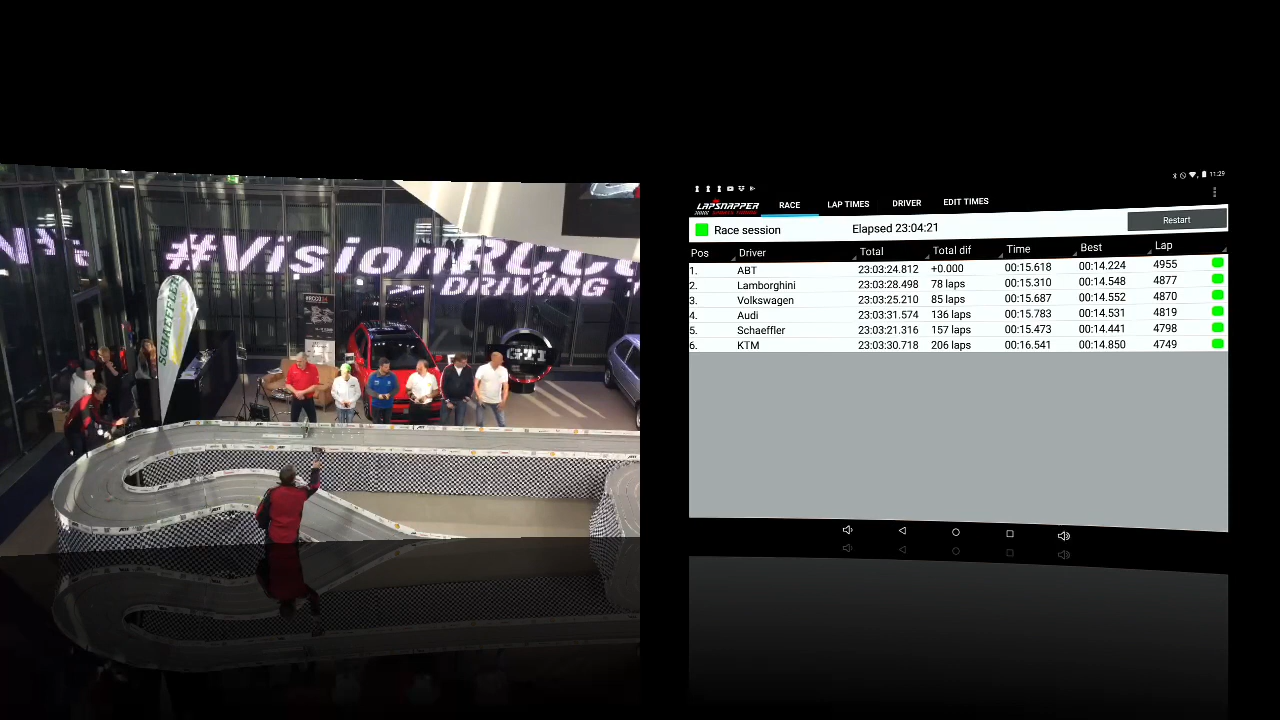 N's
#VisionRCCO
DRIVING
#RCCO24
SCHAEFFLER
GTI
ABT
11:29
LAPSNAPPER
RACE
LAP TIMES
DRIVER
EDIT TIMES
Race session
Elapsed 23:04:21
Restart
Pos Driver Total Total dif Time Best Lap
1. ABT 23:03:24.812 +0.000 00:15.618 00:14.224 4955
2. Lamborghini 23:03:28.498 78 laps 00:15.310 00:14.548 4877
3. Volkswagen 23:03:25.210 85 laps 00:15.687 00:14.552 4870
4. Audi 23:03:31.574 136 laps 00:15.783 00:14.531 4819
5. Schaeffler 23:03:21.316 157 laps 00:15.473 00:14.441 4798
6. KTM 23:03:30.718 206 laps 00:16.541 00:14.850 4749